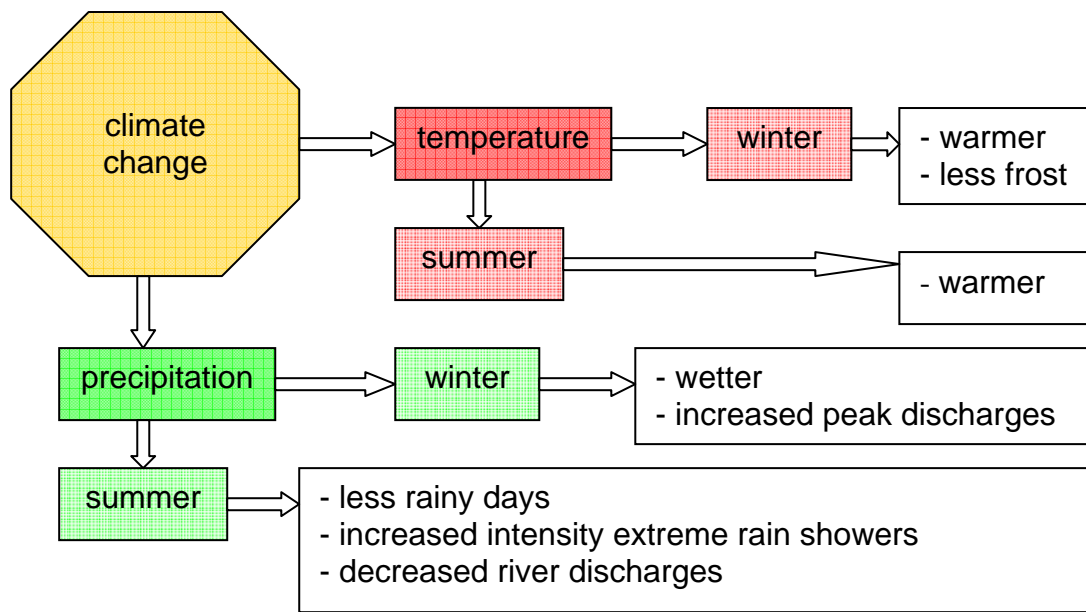 climate
change
temperature
winter
- warmer
- less frost
summer
- warmer
precipitation
winter
- wetter
- increased peak discharges
summer
- less rainy days
- increased intensity extreme rain showers
- decreased river discharges